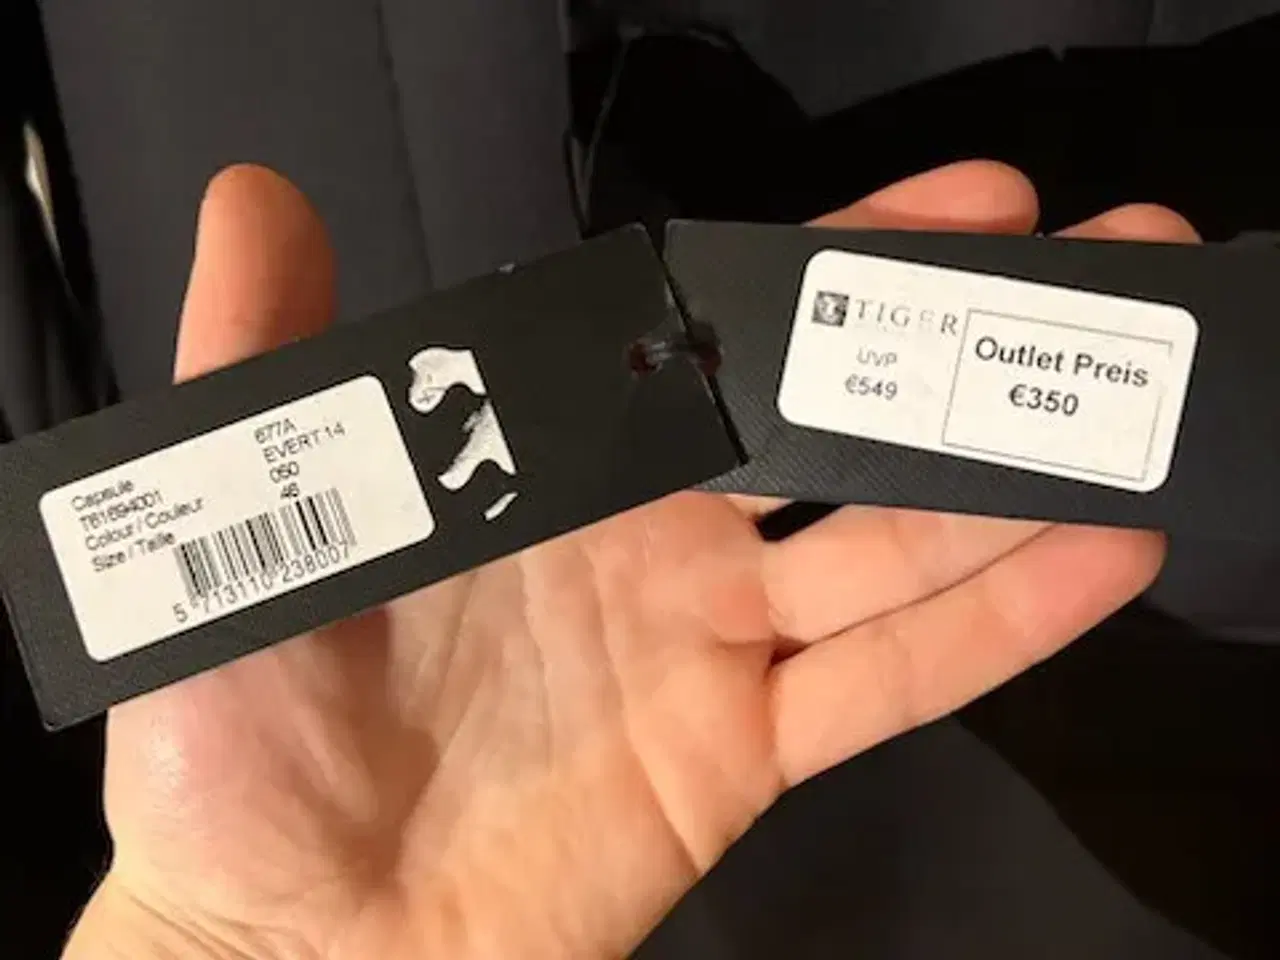 Capsule 677A
T61694001 EVERT 14
Colour / Couleur 050
Size / Taille 46
5 713110 238007
TIGER
UVP
€549
Outlet Preis
€350